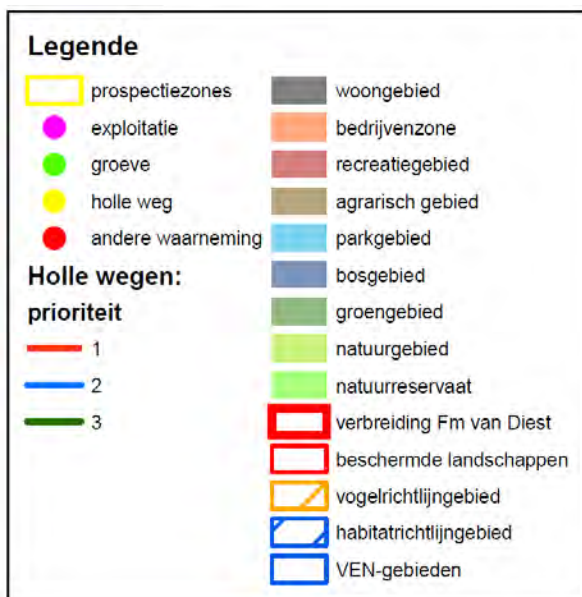 Legende
prospectiezones
exploitatie
groeve
holle weg
andere waarneming
Holle wegen:
prioriteit
1
2
3
woongebied
bedrijvenzone
recreatiegebied
agrarisch gebied
parkgebied
bosgebied
groengebied
natuurgebied
natuurreservaat
verbreiding Fm van Diest
beschermde landschappen
vogelrichtlijngebied
habitatrichtlijngebied
VEN-gebieden